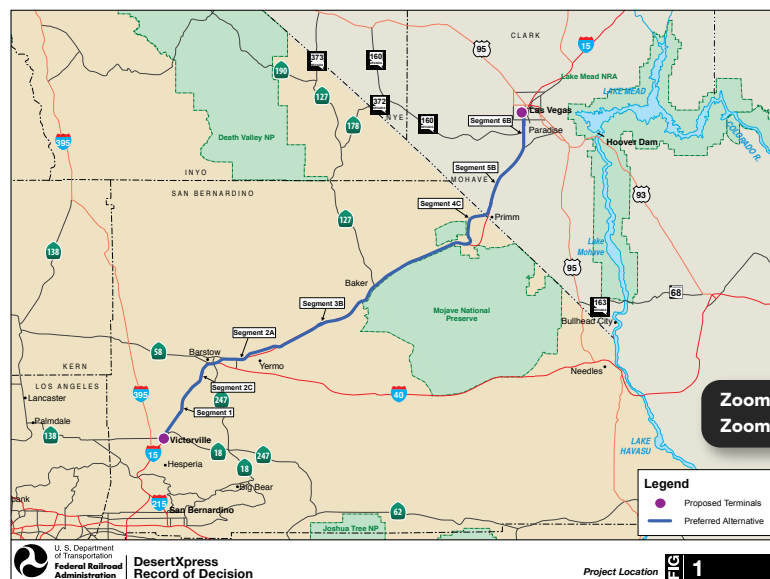 CLARK
95
15
373
160
Lake Mead NRA
190
LAKE MEAD
127
372
Las Vegas
NYE
160
Segment 6B
178
Paradise
COLORADO R.
Death Valley NP
Hoover Dam
395
Segment 5B
INYO
MOHAVE
SAN BERNARDINO
93
Segment 4C
127
Primm
138
Lake
Mohave
95
Baker
68
163
Segment 3B
Mojave National
Preserve
Bullhead City
Segment 2A
58
Barstow
Yermo
KERN
Needles
LOS ANGELES
Segment 2C
395
247
40
Lancaster
Segment 1
Zoom
Zoom
Palmdale
138
Victorville
LAKE
HAVASU
15
18
247
Hesperia
18
Legend
Big Bear
bank
215
Proposed Terminals
San Bernardino
62
Preferred Alternative
Joshua Tree NP
U. S. Department
of Transportation
Federal Railroad
Administration
DesertXpress
Record of Decision
Project Location
FIG
1